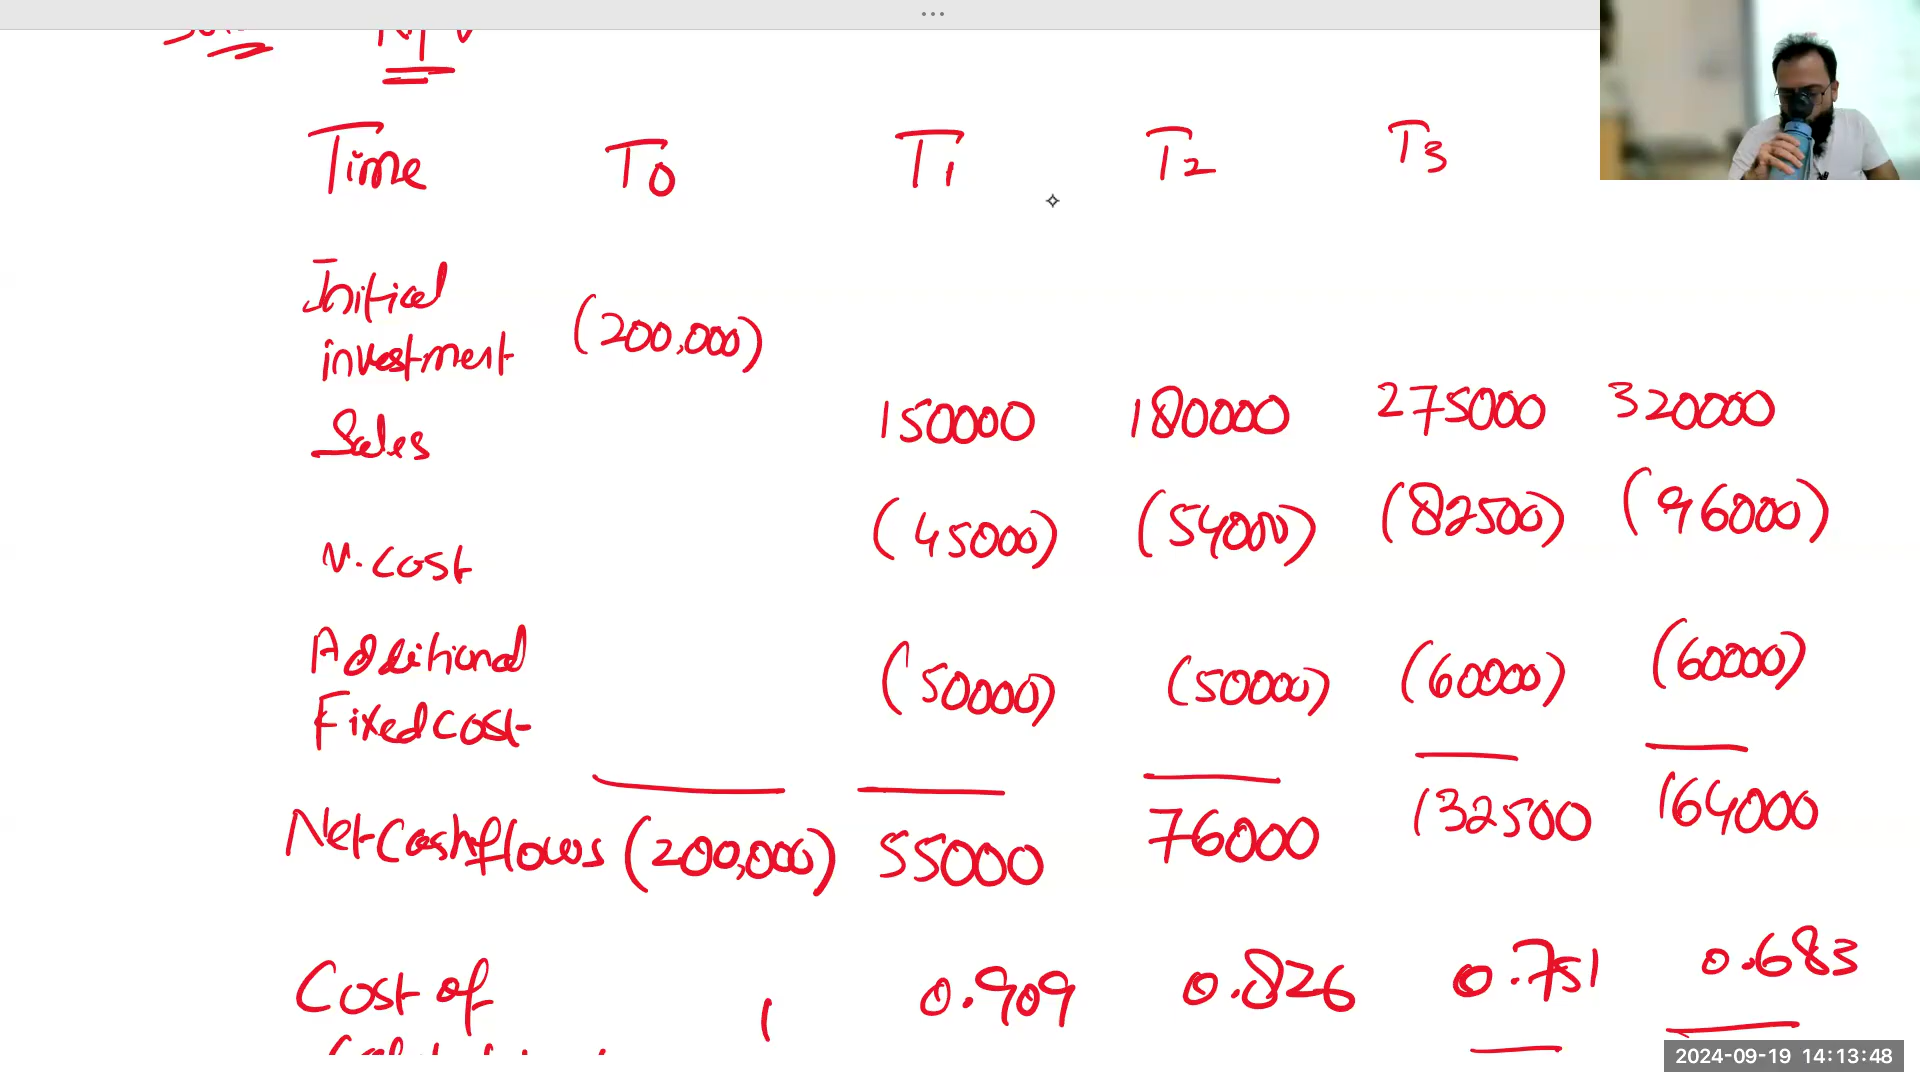 Time T0 T1 T2 T3
Initial
investment (200,000)
Sales 150000 180000 275000 320000
V.cost (45000) (54000) (82500) (96000)
Additional
Fixed cost (50000) (50000) (60000) (60000)
Net Cashflows (200,000) 55000 76000 132500 164000
Cost of 1 0.909 0.826 0.751 0.683
2024-09-19 14:13:48